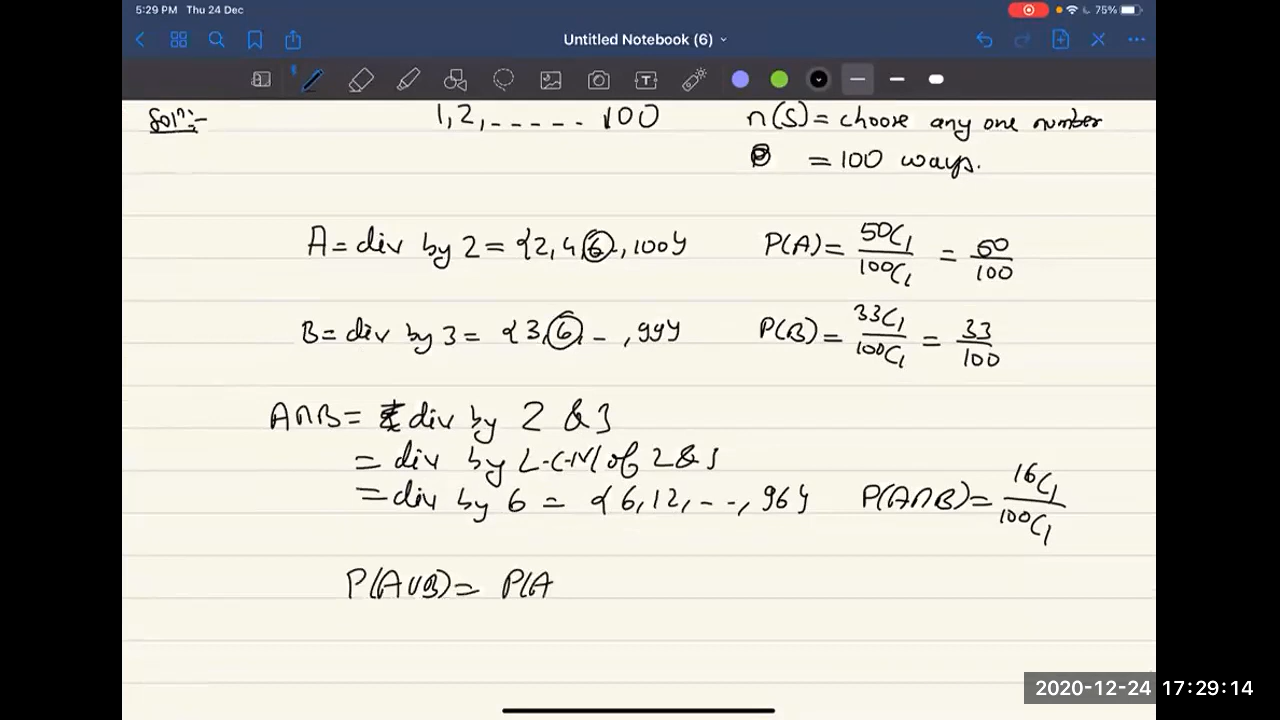 5:29 PM Thu 24 Dec
75%
Untitled Notebook (6)
Soln:-
1,2,----- 100
n(S)= choose any one number
= 100 ways.
A= div by 2 = {2,4,6-,100}
P(A)= 50C1/100C1 = 50/100
B= div by 3 = {3,6,- ,99}
P(B)= 33C1/100C1 = 33/100
A∩B= div by 2 & 3
= div by L.C.M of 2 & 3
= div by 6 = {6,12,--,96}
P(A∩B)= 16C1/100C1
P(A∪B)= P(A
2020-12-24 17:29:14